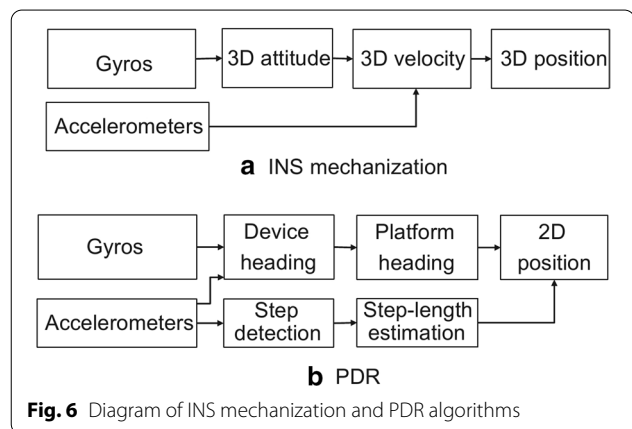 Gyros
3D attitude
3D velocity
3D position
Accelerometers
a INS mechanization
Gyros
Device
heading
Platform
heading
2D
position
Accelerometers
Step
detection
Step-length
estimation
b PDR
Fig. 6 Diagram of INS mechanization and PDR algorithms